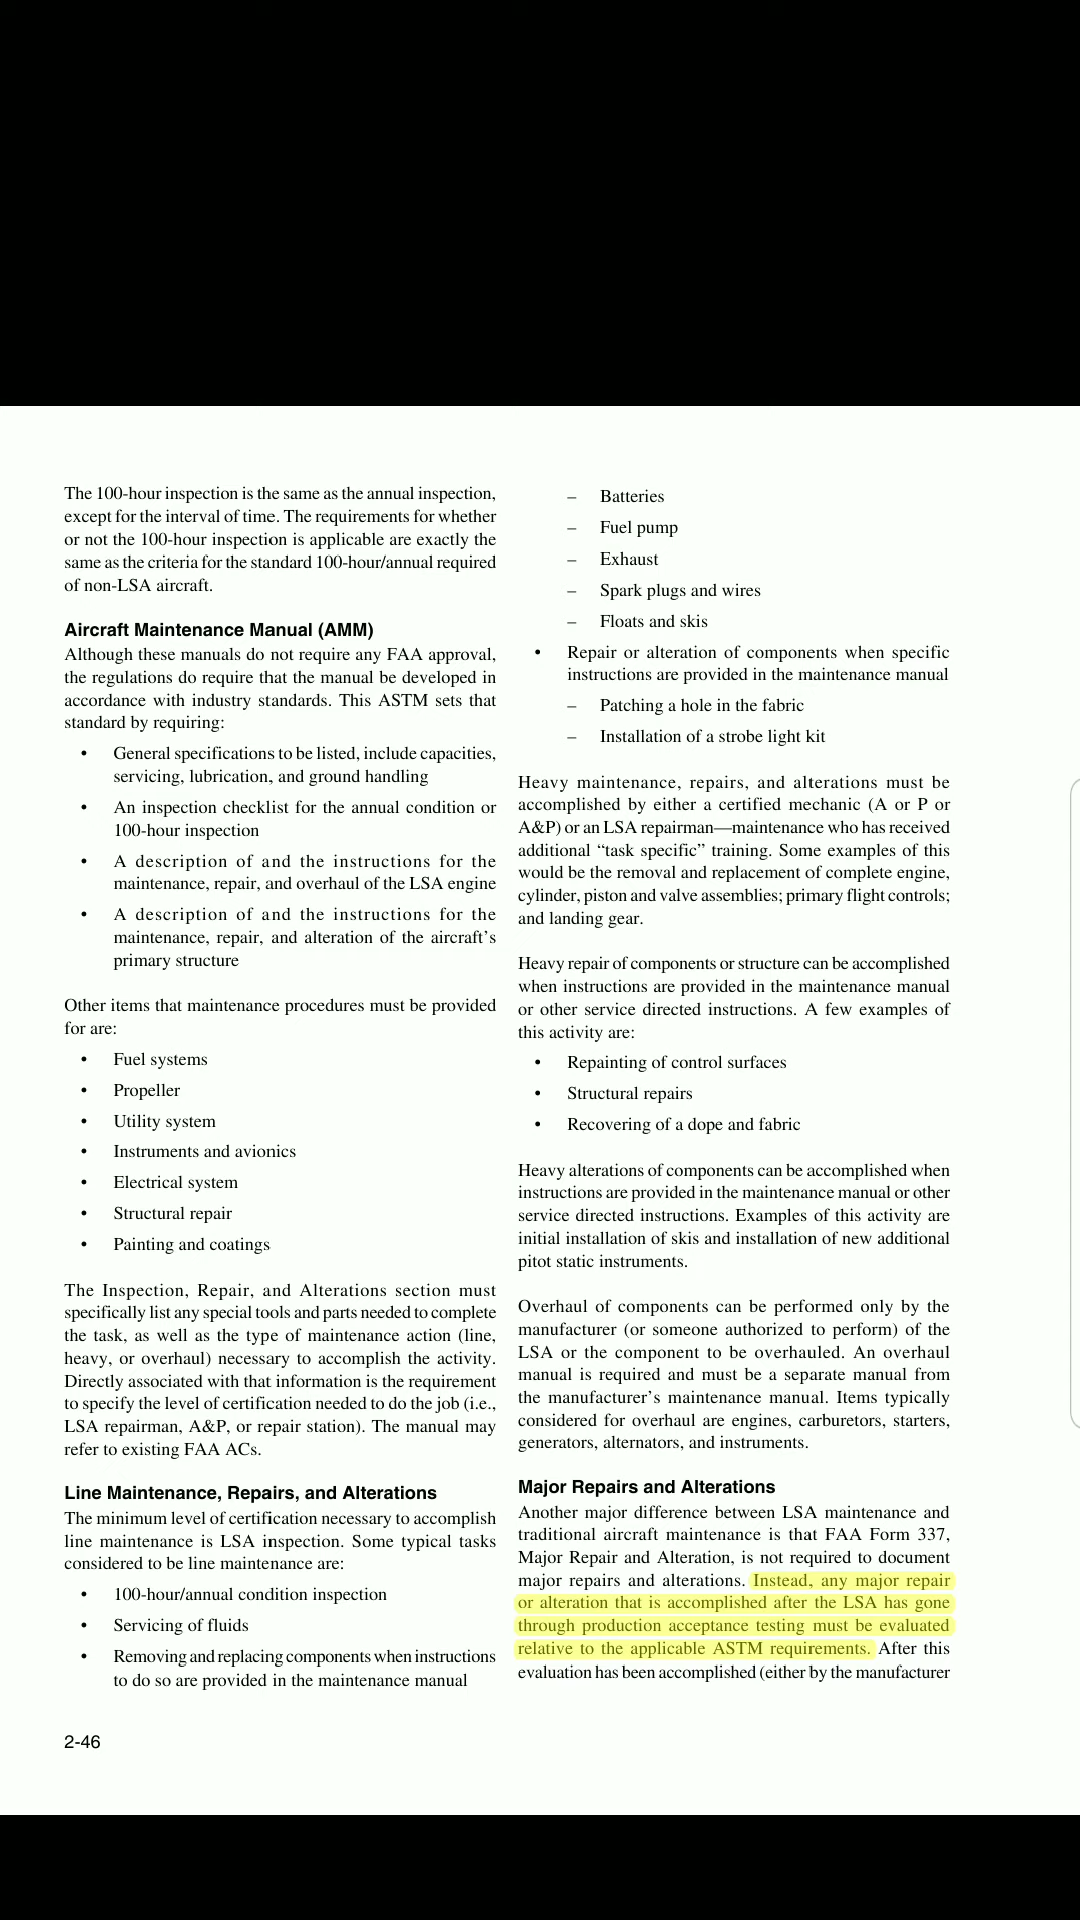 The 100-hour inspection is the same as the annual inspection,
except for the interval of time. The requirements for whether
or not the 100-hour inspection is applicable are exactly the
same as the criteria for the standard 100-hour/annual required
of non-LSA aircraft.
Aircraft Maintenance Manual (AMM)
Although these manuals do not require any FAA approval,
the regulations do require that the manual be developed in
accordance with industry standards. This ASTM sets that
standard by requiring:
• General specifications to be listed, include capacities,
servicing, lubrication, and ground handling
• An inspection checklist for the annual condition or
100-hour inspection
• A description of and the instructions for the
maintenance, repair, and overhaul of the LSA engine
• A description of and the instructions for the
maintenance, repair, and alteration of the aircraft’s
primary structure
Other items that maintenance procedures must be provided
for are:
• Fuel systems
• Propeller
• Utility system
• Instruments and avionics
• Electrical system
• Structural repair
• Painting and coatings
The Inspection, Repair, and Alterations section must
specifically list any special tools and parts needed to complete
the task, as well as the type of maintenance action (line,
heavy, or overhaul) necessary to accomplish the activity.
Directly associated with that information is the requirement
to specify the level of certification needed to do the job (i.e.,
LSA repairman, A&P, or repair station). The manual may
refer to existing FAA ACs.
Line Maintenance, Repairs, and Alterations
The minimum level of certification necessary to accomplish
line maintenance is LSA inspection. Some typical tasks
considered to be line maintenance are:
• 100-hour/annual condition inspection
• Servicing of fluids
• Removing and replacing components when instructions
to do so are provided in the maintenance manual
– Batteries
– Fuel pump
– Exhaust
– Spark plugs and wires
– Floats and skis
• Repair or alteration of components when specific
instructions are provided in the maintenance manual
– Patching a hole in the fabric
– Installation of a strobe light kit
Heavy maintenance, repairs, and alterations must be
accomplished by either a certified mechanic (A or P or
A&P) or an LSA repairman—maintenance who has received
additional “task specific” training. Some examples of this
would be the removal and replacement of complete engine,
cylinder, piston and valve assemblies; primary flight controls;
and landing gear.
Heavy repair of components or structure can be accomplished
when instructions are provided in the maintenance manual
or other service directed instructions. A few examples of
this activity are:
• Repainting of control surfaces
• Structural repairs
• Recovering of a dope and fabric
Heavy alterations of components can be accomplished when
instructions are provided in the maintenance manual or other
service directed instructions. Examples of this activity are
initial installation of skis and installation of new additional
pitot static instruments.
Overhaul of components can be performed only by the
manufacturer (or someone authorized to perform) of the
LSA or the component to be overhauled. An overhaul
manual is required and must be a separate manual from
the manufacturer’s maintenance manual. Items typically
considered for overhaul are engines, carburetors, starters,
generators, alternators, and instruments.
Major Repairs and Alterations
Another major difference between LSA maintenance and
traditional aircraft maintenance is that FAA Form 337,
Major Repair and Alteration, is not required to document
major repairs and alterations. Instead, any major repair
or alteration that is accomplished after the LSA has gone
through production acceptance testing must be evaluated
relative to the applicable ASTM requirements. After this
evaluation has been accomplished (either by the manufacturer
2-46